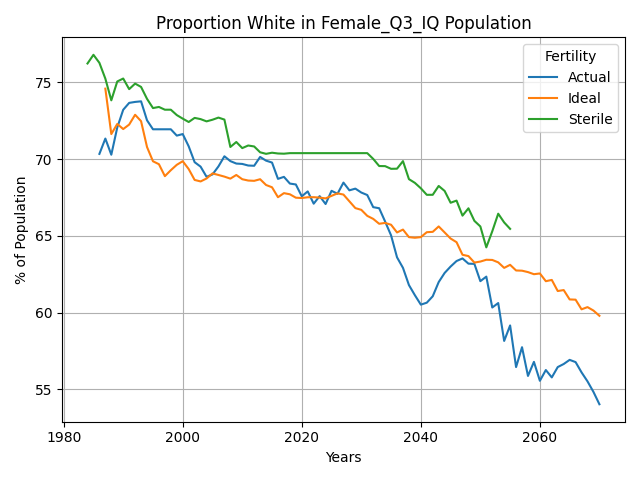 Proportion White in Female_Q3_IQ Population
Fertility
Actual
Ideal
Sterile
% of Population
75
70
65
60
55
1980
2000
2020
2040
2060
Years